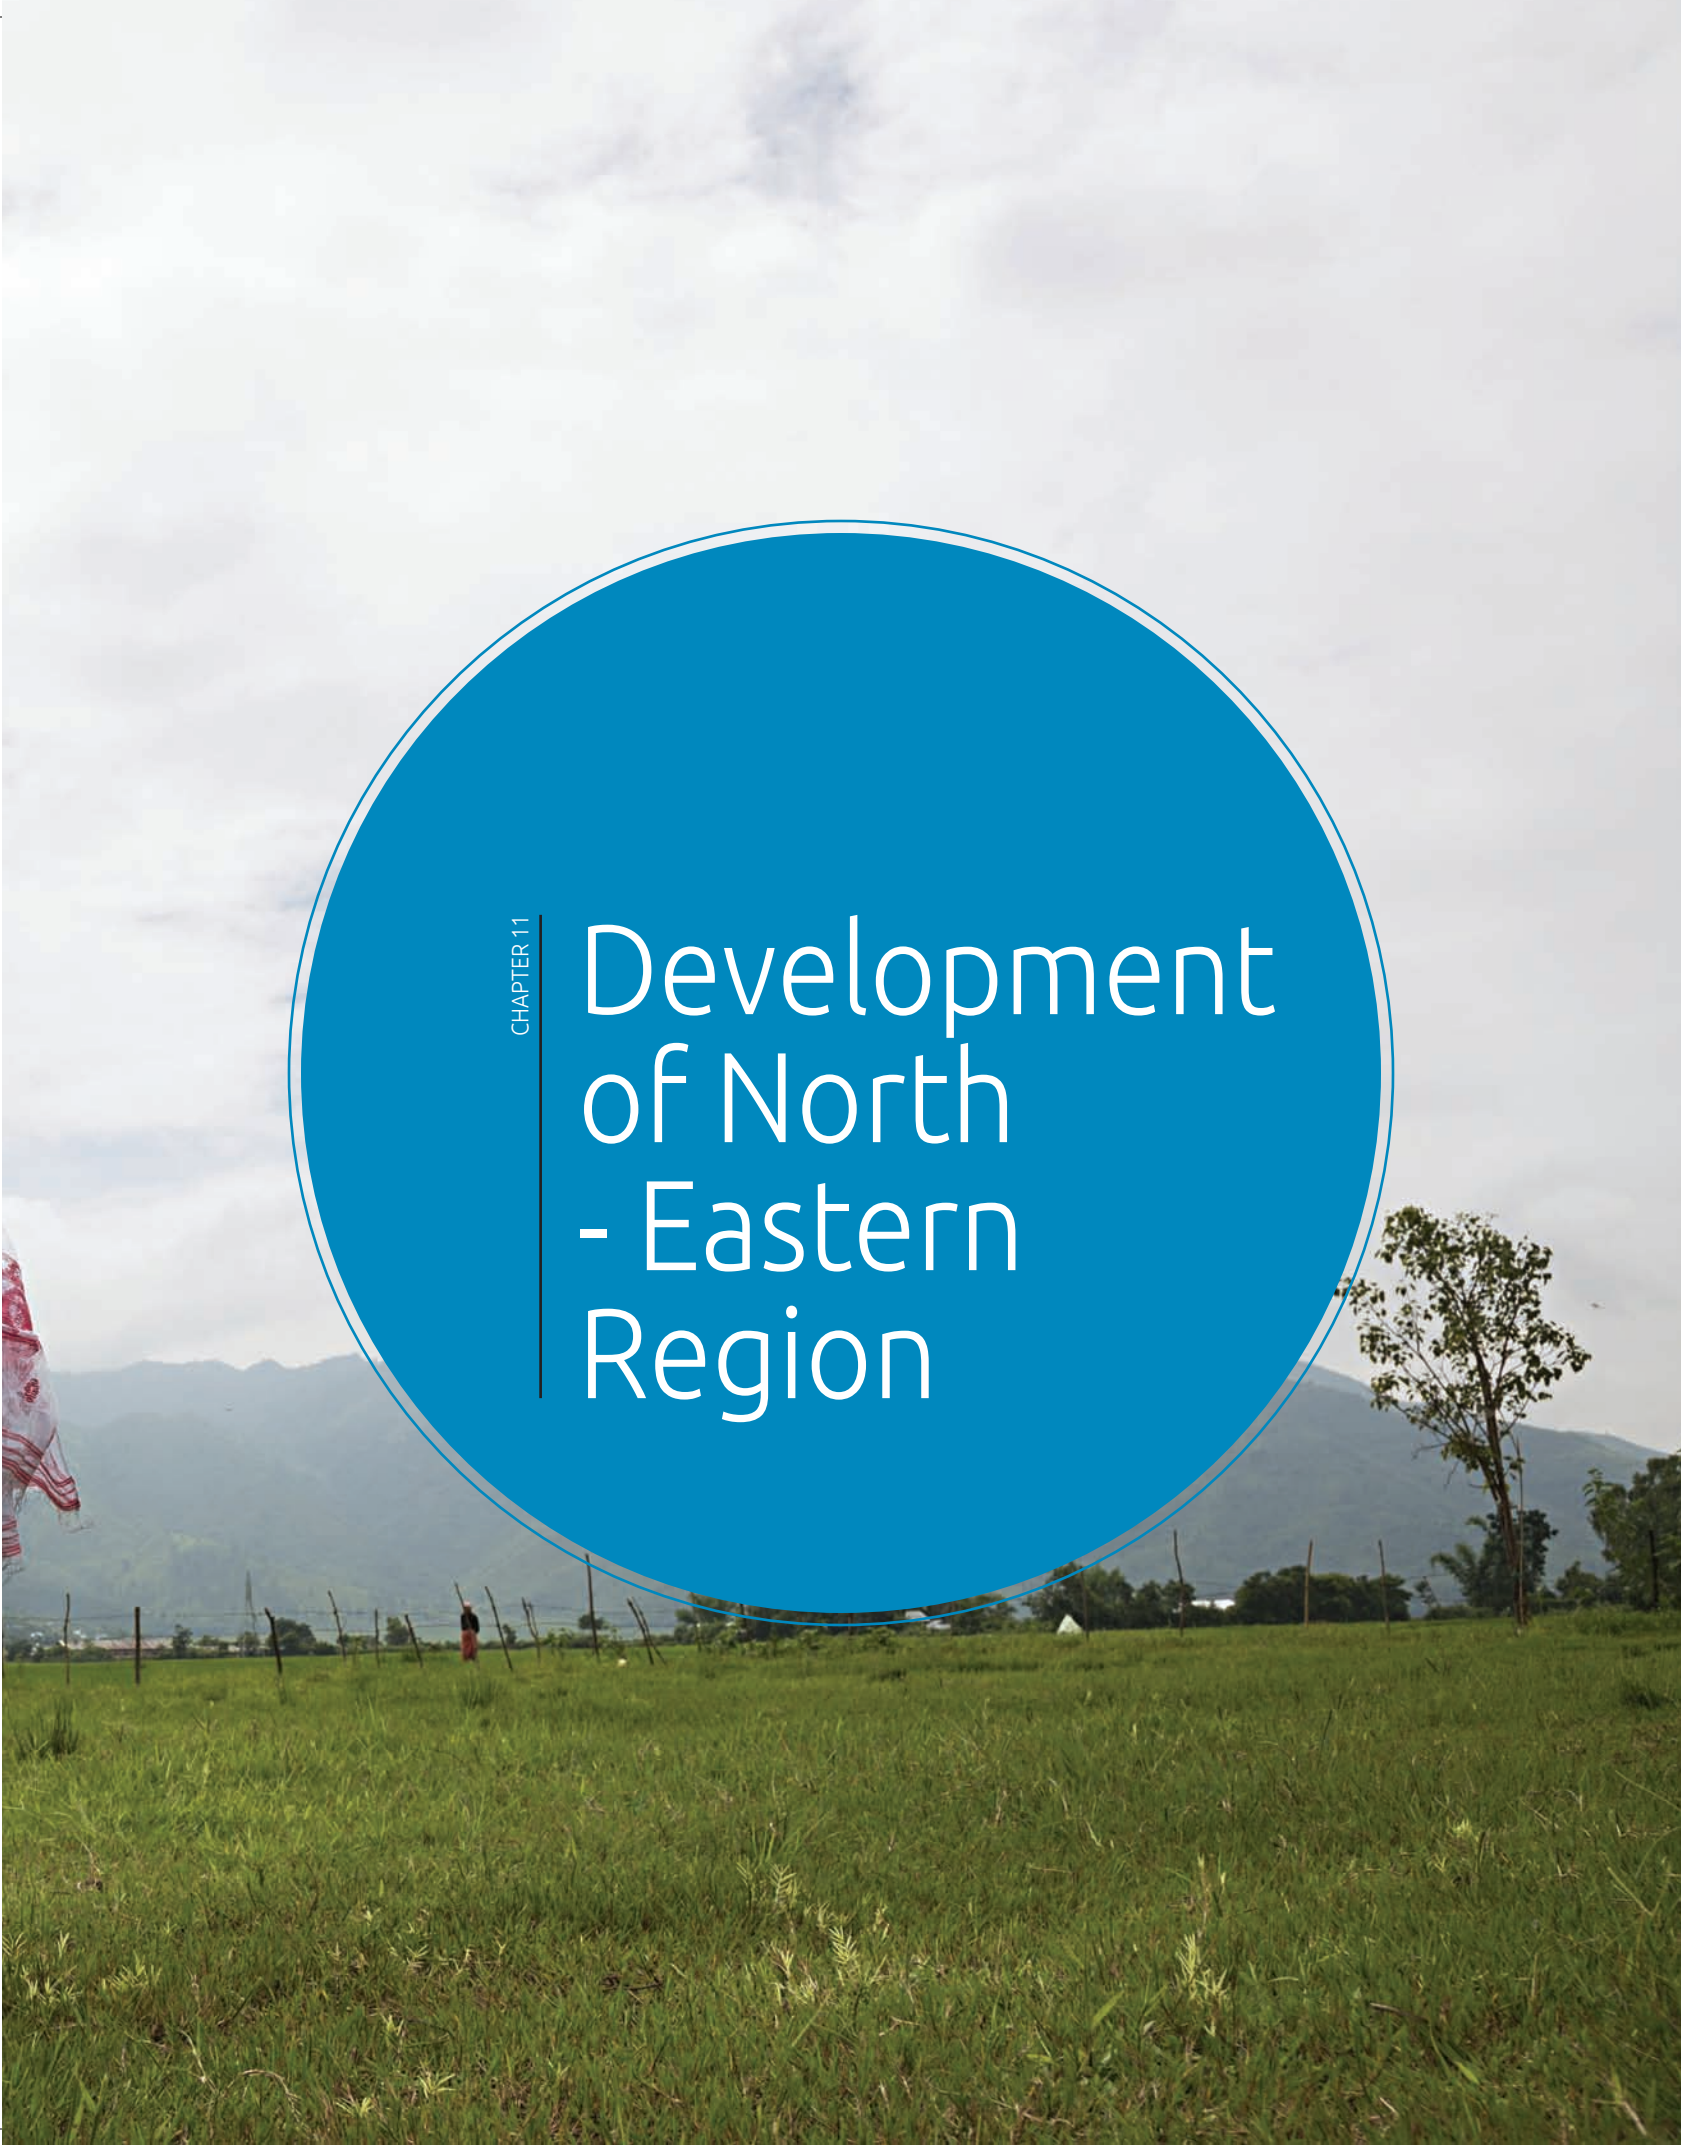 CHAPTER 11
Development
of North
- Eastern
Region